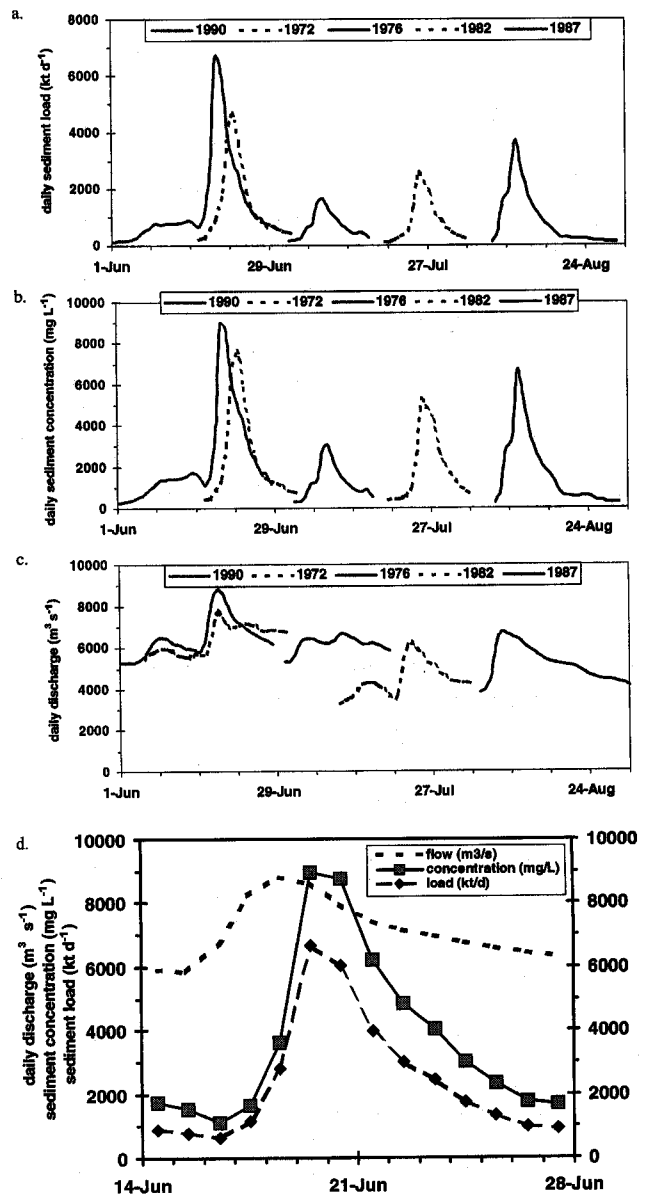 a.
8000
6000
4000
2000
0
daily sediment load (kt d⁻¹)
1990 1972 1976 1982 1987
1-Jun 29-Jun 27-Jul 24-Aug
b.
10000
8000
6000
4000
2000
0
daily sediment concentration (mg L⁻¹)
1990 1972 1976 1982 1987
1-Jun 29-Jun 27-Jul 24-Aug
c.
10000
8000
6000
4000
2000
0
daily discharge (m³ s⁻¹)
1990 1972 1976 1982 1987
1-Jun 29-Jun 27-Jul 24-Aug
d.
10000
8000
6000
4000
2000
0
daily discharge (m³ s⁻¹)
sediment concentration (mg L⁻¹)
sediment load (kt d⁻¹)
flow (m3/s)
concentration (mg/L)
load (kt/d)
10000
8000
6000
4000
2000
0
14-Jun 21-Jun 28-Jun